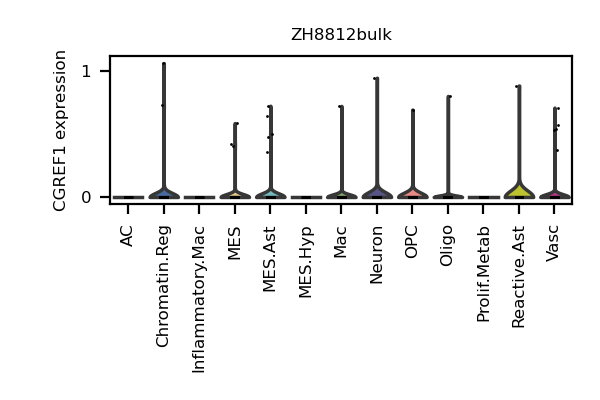 ZH8812bulk
CGREF1 expression
1
0
AC
Chromatin.Reg
Inflammatory.Mac
MES
MES.Ast
MES.Hyp
Mac
Neuron
OPC
Oligo
Prolif.Metab
Reactive.Ast
Vasc